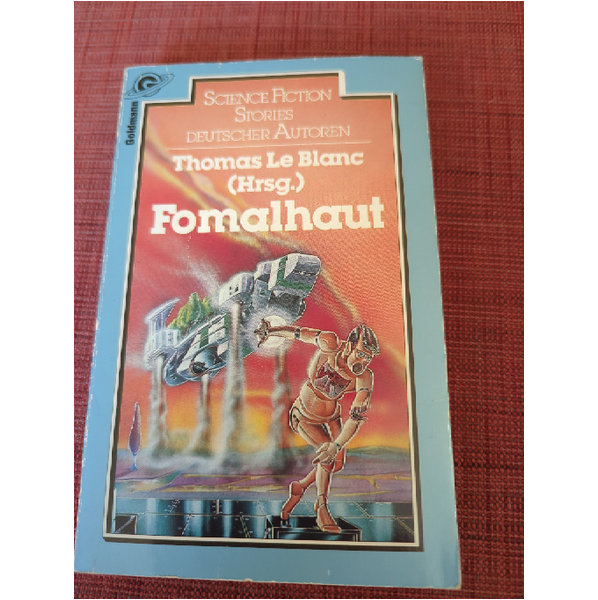 Goldmann
SCIENCE FICTION
STORIES
DEUTSCHER AUTOREN
Thomas Le Blanc
(Hrsg.)
Fomalhaut